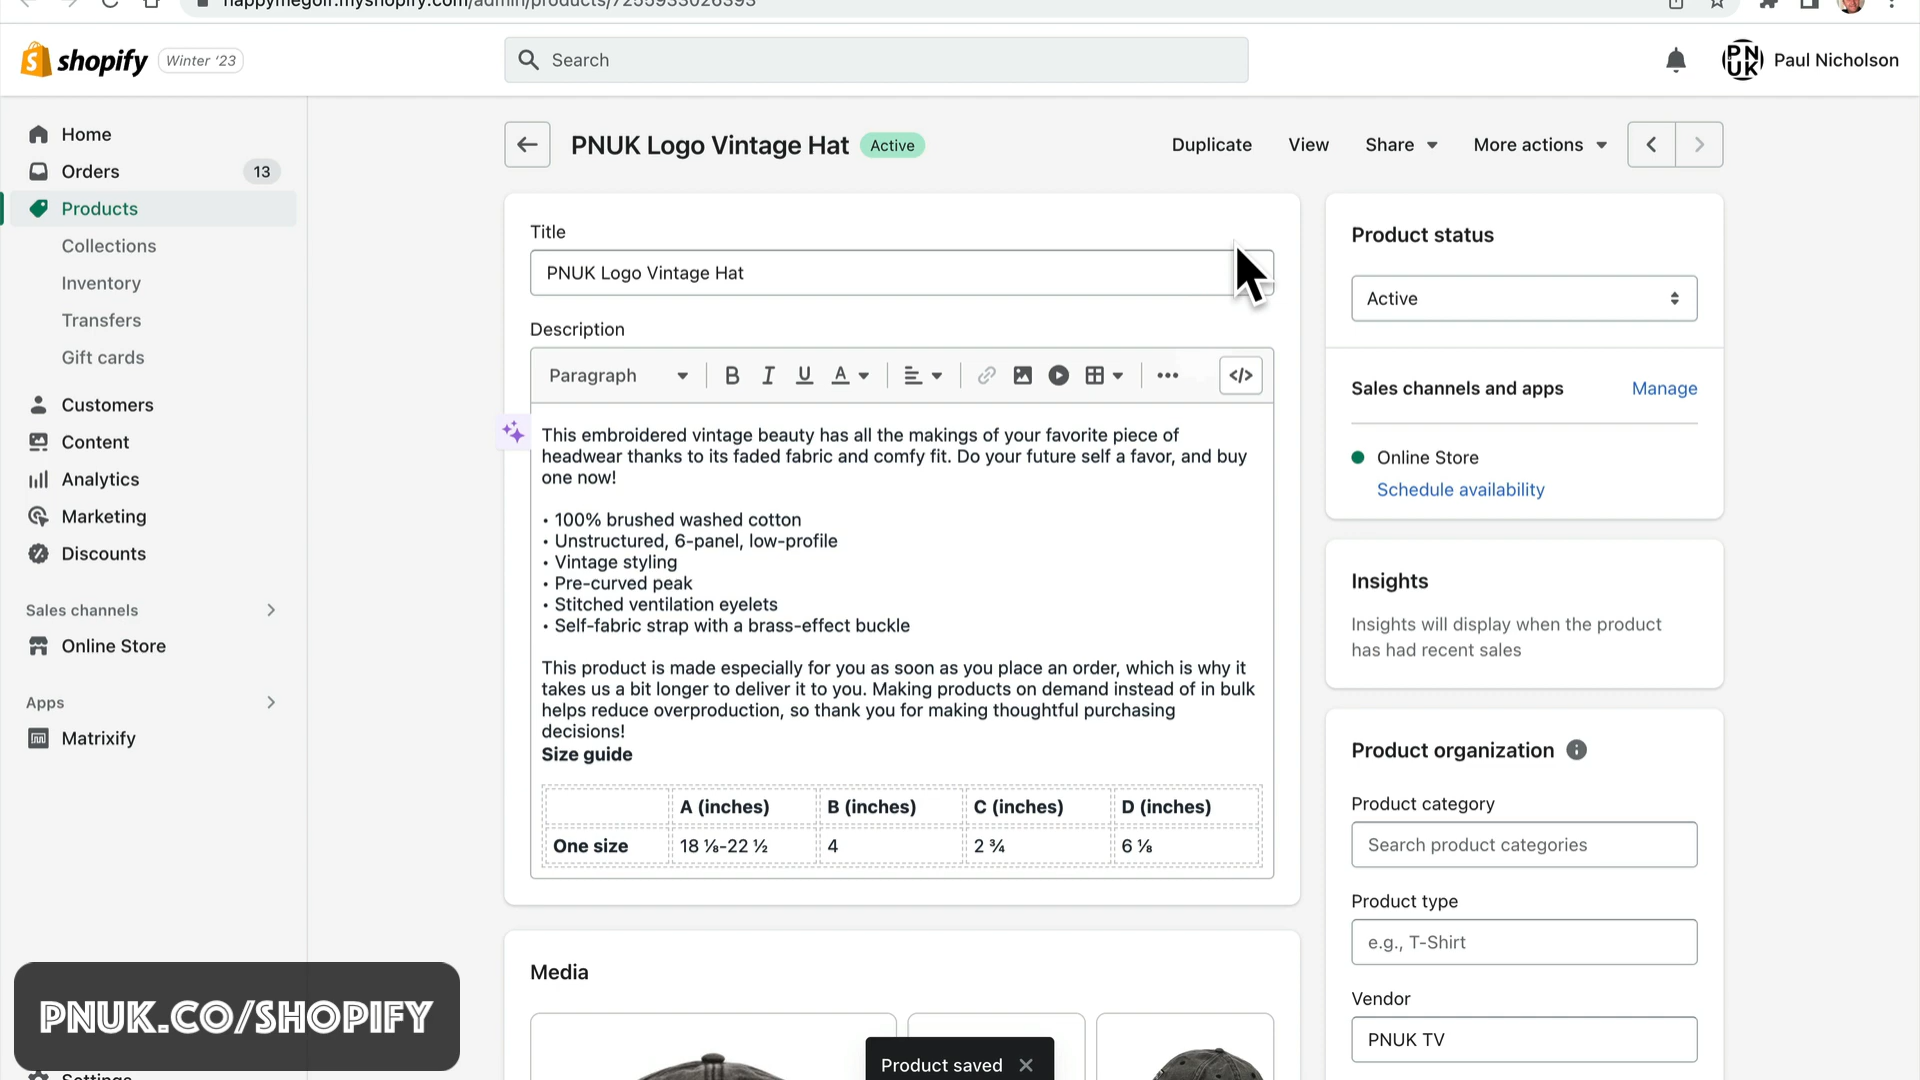 happymegolf.myshopify.com/admin/products/7255933026393
shopify
Winter '23
Search
PN
UK
Paul Nicholson
Home
Orders
13
Products
Collections
Inventory
Transfers
Gift cards
Customers
Content
Analytics
Marketing
Discounts
Sales channels
Online Store
Apps
Matrixify
Settings
PNUK.CO/SHOPIFY
PNUK Logo Vintage Hat
Active
Duplicate
View
Share
More actions
Title
PNUK Logo Vintage Hat
Description
Paragraph
B
I
U
A
</>
This embroidered vintage beauty has all the makings of your favorite piece of
headwear thanks to its faded fabric and comfy fit. Do your future self a favor, and buy
one now!
• 100% brushed washed cotton
• Unstructured, 6-panel, low-profile
• Vintage styling
• Pre-curved peak
• Stitched ventilation eyelets
• Self-fabric strap with a brass-effect buckle
This product is made especially for you as soon as you place an order, which is why it
takes us a bit longer to deliver it to you. Making products on demand instead of in bulk
helps reduce overproduction, so thank you for making thoughtful purchasing
decisions!
Size guide
A (inches) B (inches) C (inches) D (inches)
One size 18 ⅛-22 ½ 4 2 ¾ 6 ⅛
Media
Product saved
Product status
Active
Sales channels and apps
Manage
Online Store
Schedule availability
Insights
Insights will display when the product
has had recent sales
Product organization
Product category
Search product categories
Product type
e.g., T-Shirt
Vendor
PNUK TV